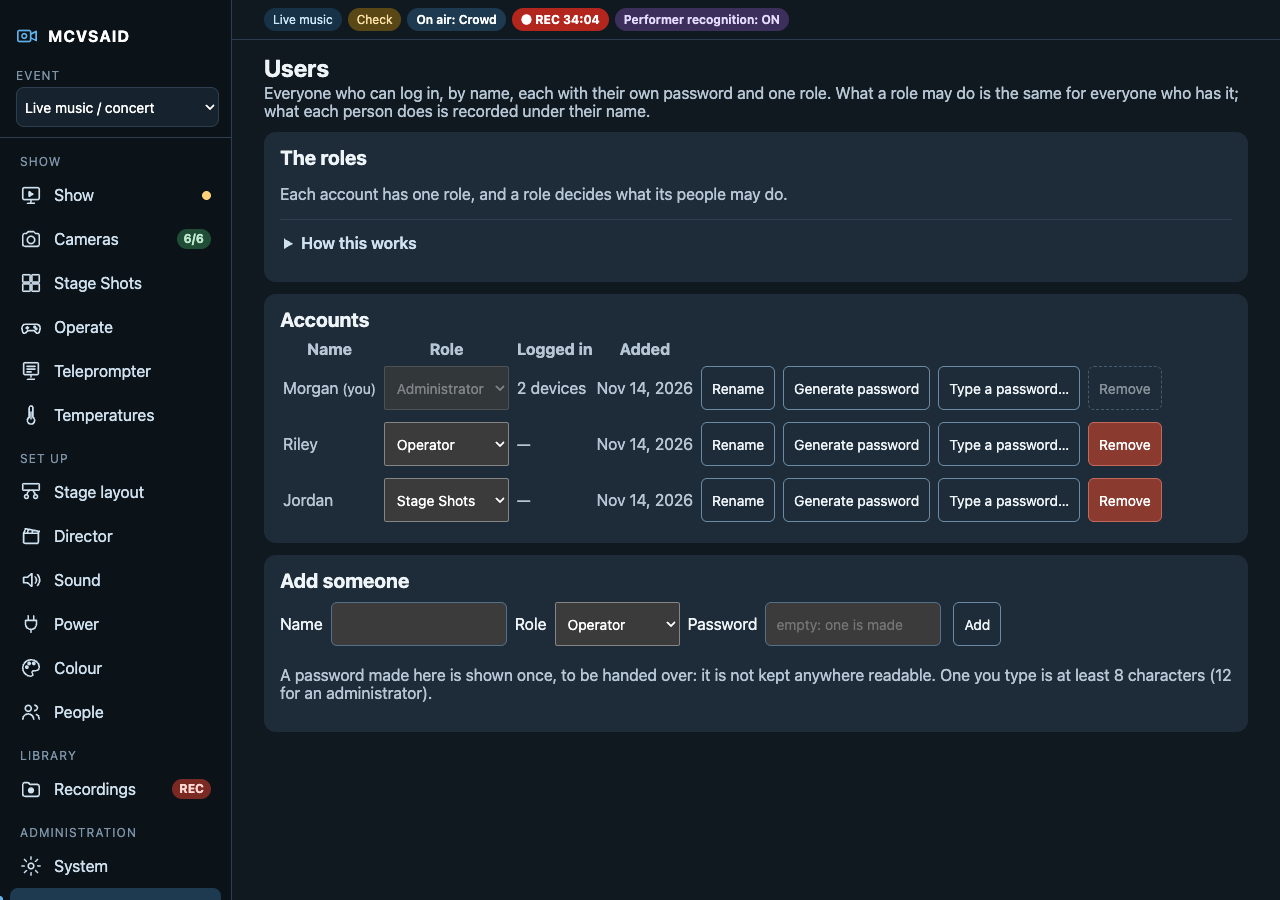 MCVSAID
EVENT
Live music / concert
SHOW
Show
Cameras 6/6
Stage Shots
Operate
Teleprompter
Temperatures
SET UP
Stage layout
Director
Sound
Power
Colour
People
LIBRARY
Recordings REC
ADMINISTRATION
System
Live music Check On air: Crowd REC 34:04 Performer recognition: ON
Users
Everyone who can log in, by name, each with their own password and one role. What a role may do is the same for everyone who has it;
what each person does is recorded under their name.
The roles
Each account has one role, and a role decides what its people may do.
How this works
Accounts
Name Role Logged in Added
Morgan (you) Administrator 2 devices Nov 14, 2026 Rename Generate password Type a password... Remove
Riley Operator — Nov 14, 2026 Rename Generate password Type a password... Remove
Jordan Stage Shots — Nov 14, 2026 Rename Generate password Type a password... Remove
Add someone
Name Role Operator Password empty: one is made Add
A password made here is shown once, to be handed over: it is not kept anywhere readable. One you type is at least 8 characters (12
for an administrator).